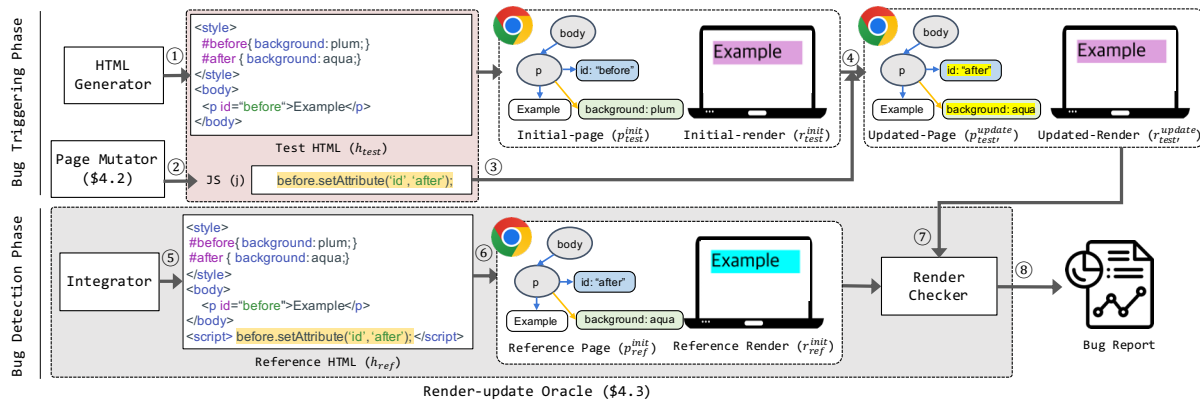 Bug Triggering Phase
HTML
Generator
①
<style>
#before{ background: plum; }
#after { background: aqua;}
</style>
<body>
<p id="before">Example</p>
</body>
Test HTML (h_test)
Page Mutator
($4.2)
②
JS (j)
before.setAttribute('id', 'after');
③
body
p
id: "before"
Example
background: plum
Initial-page (p_test^init)
Example
Initial-render (r_test^init)
④
body
p
id: "after"
Example
background: aqua
Updated-Page (p_test'^update)
Example
Updated-Render (r_test'^update)
Bug Detection Phase
Integrator
⑤
<style>
#before{ background: plum; }
#after { background: aqua;}
</style>
<body>
<p id="before">Example</p>
</body>
<script> before.setAttribute('id', 'after'); </script>
Reference HTML (h_ref)
⑥
body
p
id: "after"
Example
background: aqua
Reference Page (p_ref^init)
Example
Reference Render (r_ref^init)
⑦
Render
Checker
⑧
Bug Report
Render-update Oracle ($4.3)